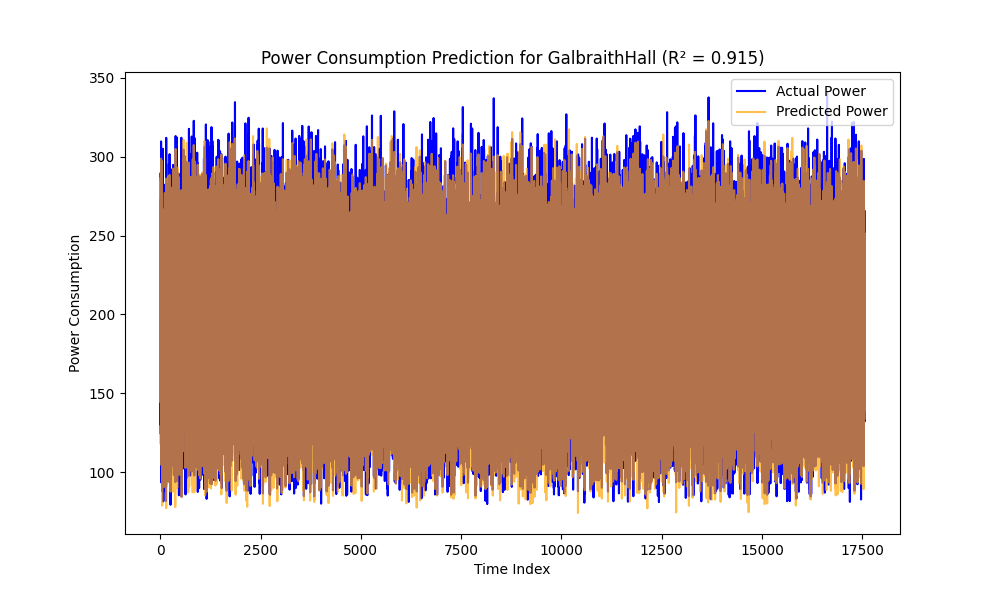 Power Consumption Prediction for GalbraithHall (R² = 0.915)
Actual Power
Predicted Power
Power Consumption
350
300
250
200
150
100
0
2500
5000
7500
10000
12500
15000
17500
Time Index